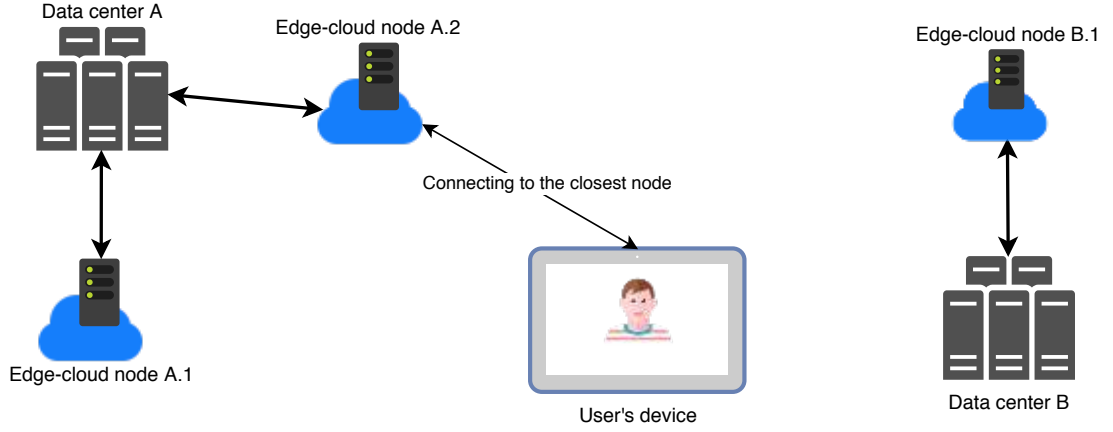 Data center A
Edge-cloud node A.2
Edge-cloud node B.1
Connecting to the closest node
Edge-cloud node A.1
User's device
Data center B